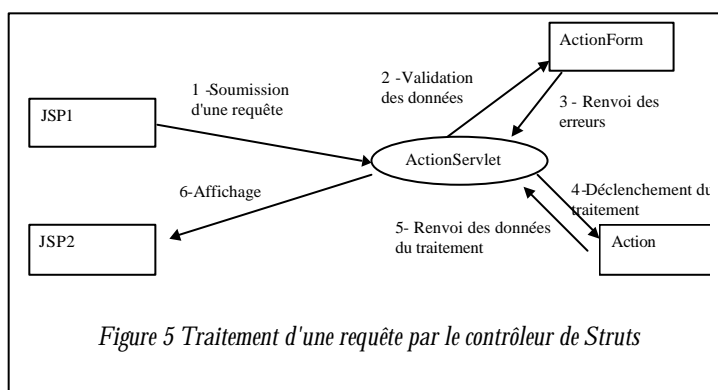 ActionForm
1 -Soumission
d'une requête
2 -Validation
des données
3 - Renvoi des
erreurs
JSP1
ActionServlet
6-Affichage
4-Déclenchement du
traitement
5- Renvoi des données
du traitement
JSP2
Action
Figure 5 Traitement d'une requête par le contrôleur de Struts